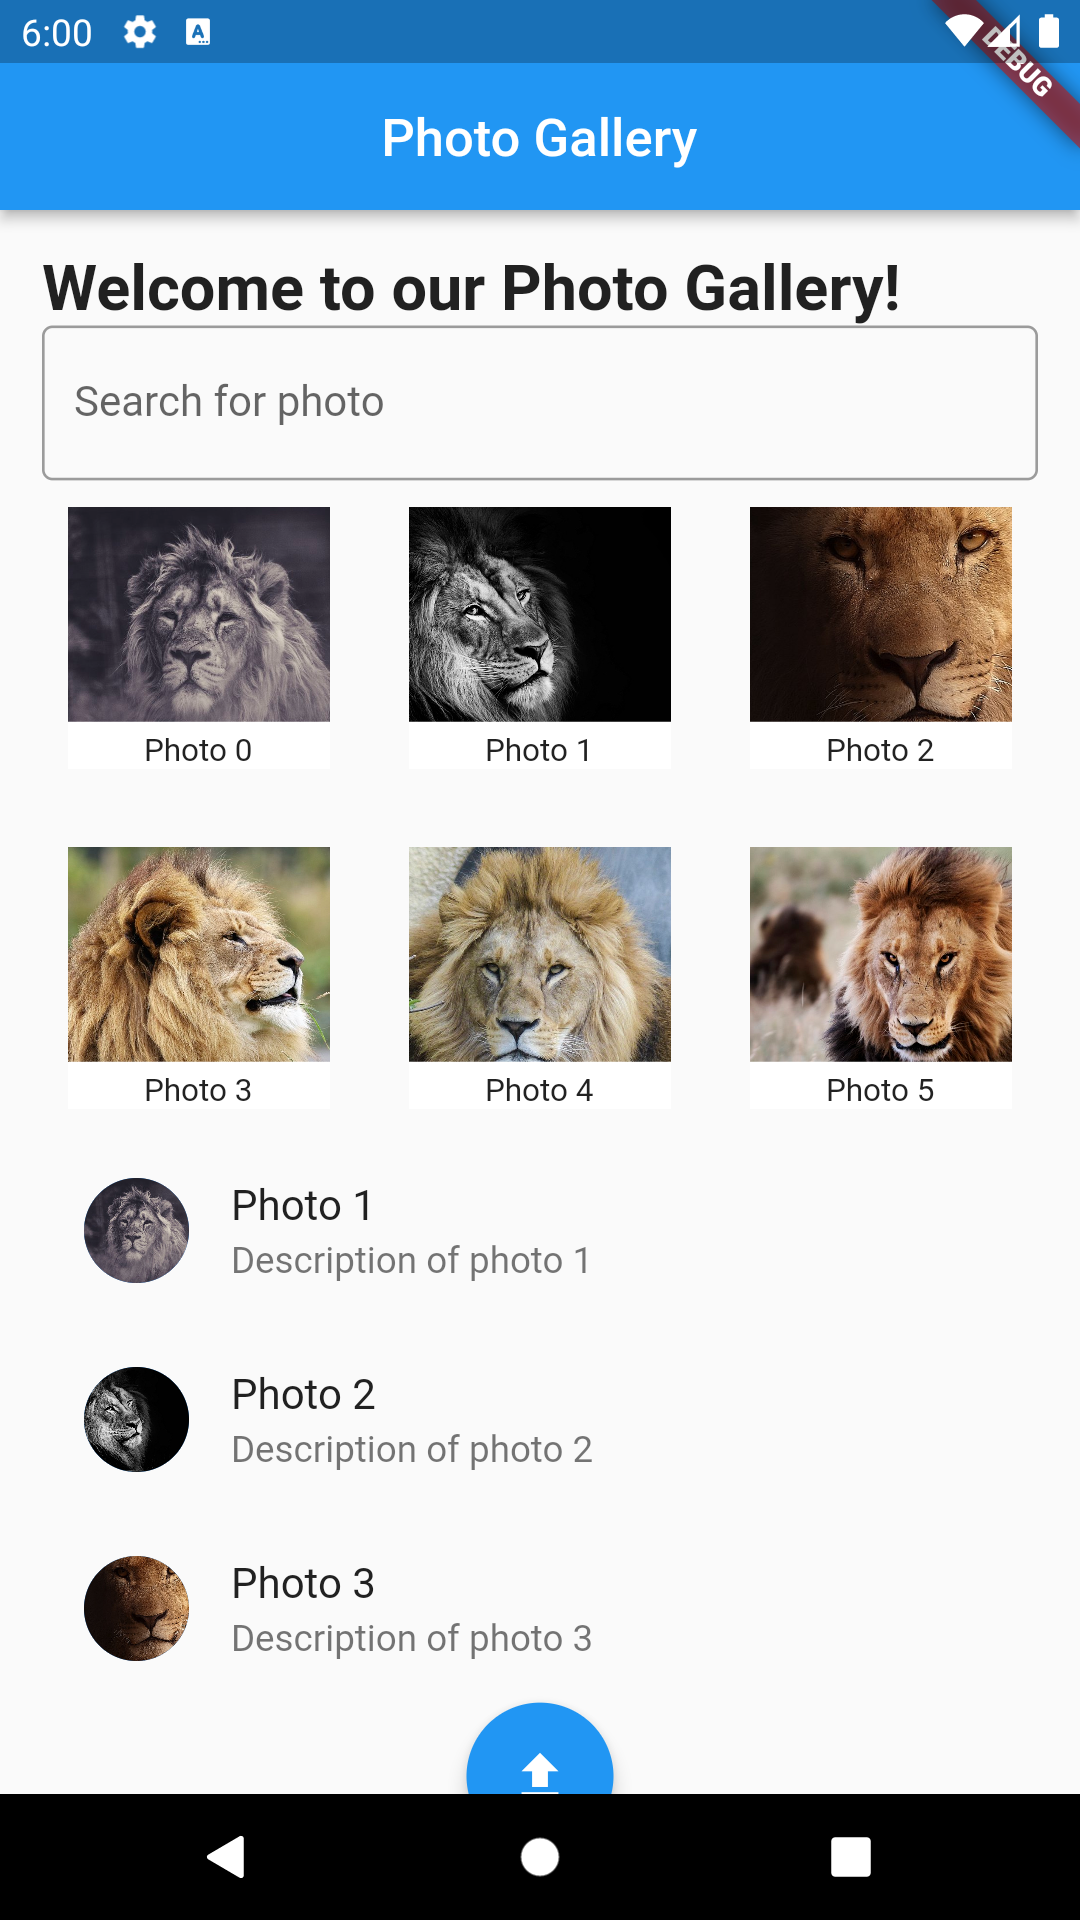 6:00
DEBUG
Photo Gallery
Welcome to our Photo Gallery!
Search for photo
Photo 0
Photo 1
Photo 2
Photo 3
Photo 4
Photo 5
Photo 1
Description of photo 1
Photo 2
Description of photo 2
Photo 3
Description of photo 3